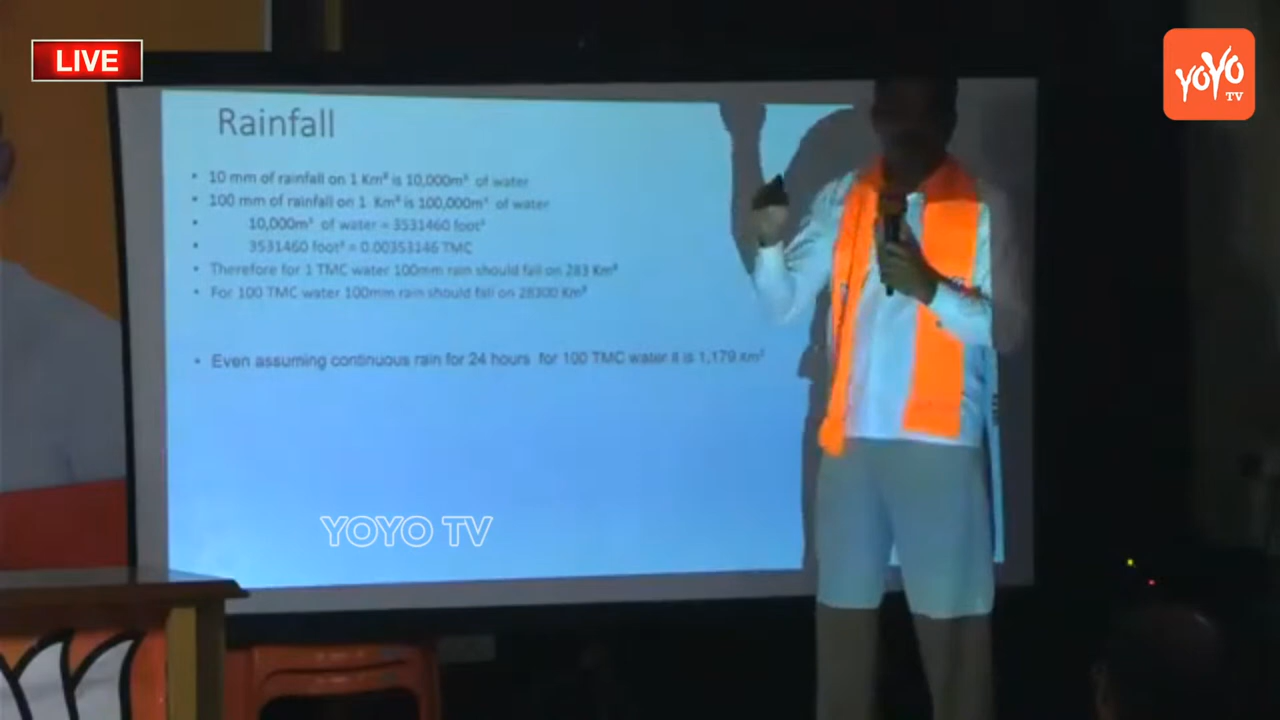 LIVE
YOYO TV
Rainfall
• 10 mm of rainfall on 1 Km² is 10,000m³ of water
• 100 mm of rainfall on 1 Km² is 100,000m³ of water
• 10,000m³ of water = 3531460 foot³
• 3531460 foot³ = 0.00353146 TMC
• Therefore for 1 TMC water 100mm rain should fall on 283 Km²
• For 100 TMC water 100mm rain should fall on 28300 Km²
• Even assuming continuous rain for 24 hours for 100 TMC water it is 1,179 Km²
YOYO TV